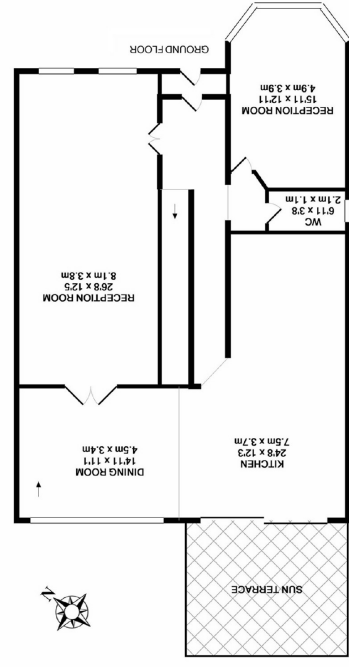 N
SUN TERRACE
KITCHEN
24'8 x 12'3
7.5m x 3.7m
DINING ROOM
14'11 x 11'1
4.5m x 3.4m
RECEPTION ROOM
26'8 x 12'5
8.1m x 3.8m
WC
6'11 x 3'8
2.1m x 1.1m
RECEPTION ROOM
15'11 x 12'11
4.9m x 3.9m
GROUND FLOOR